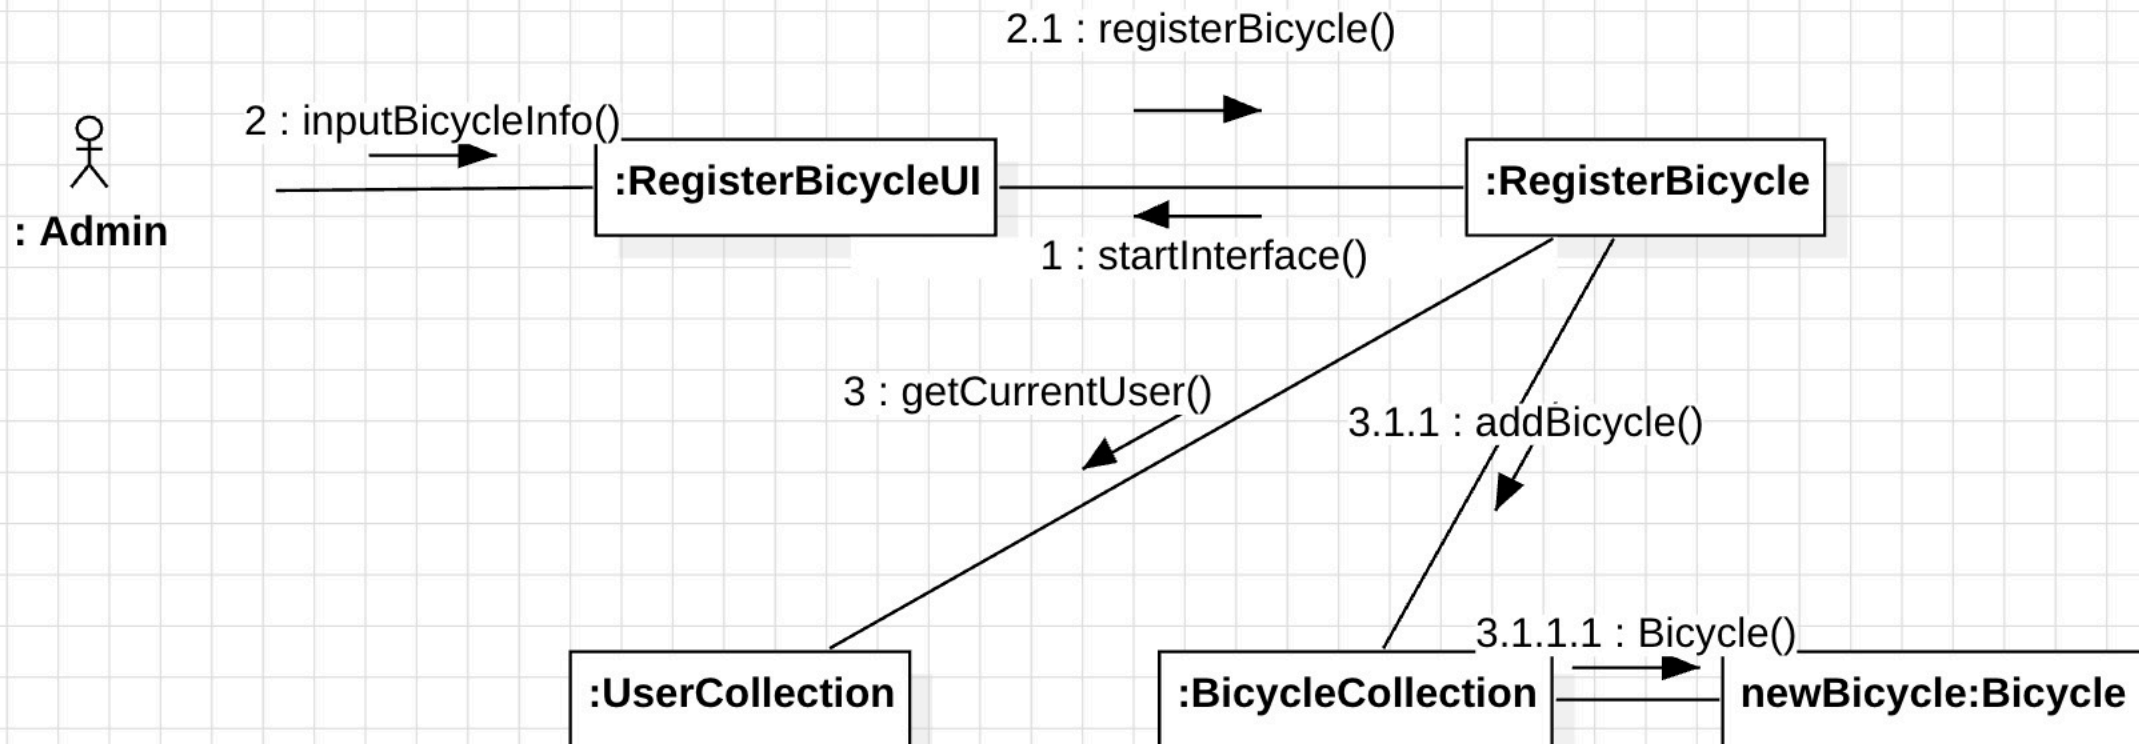 2.1 : registerBicycle()
2 : inputBicycleInfo()
: Admin
:RegisterBicycleUI
:RegisterBicycle
1 : startInterface()
3 : getCurrentUser()
3.1.1 : addBicycle()
3.1.1.1 : Bicycle()
:UserCollection
:BicycleCollection
newBicycle:Bicycle